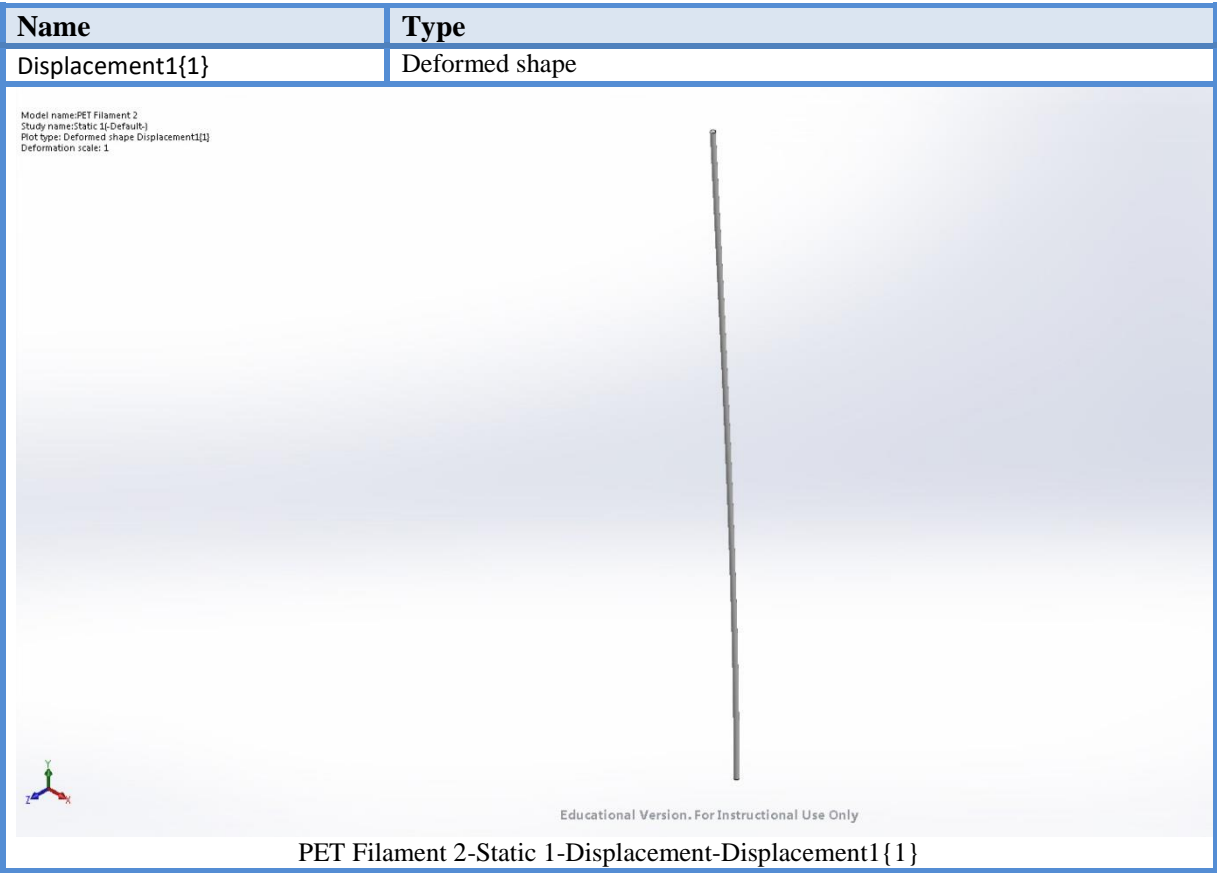 Name Type
Displacement1{1} Deformed shape
Model name:PET Filament 2
Study name:Static 1(-Default-)
Plot type: Deformed shape Displacement1{1}
Deformation scale: 1
Y
Z X
Educational Version. For Instructional Use Only
PET Filament 2-Static 1-Displacement-Displacement1{1}